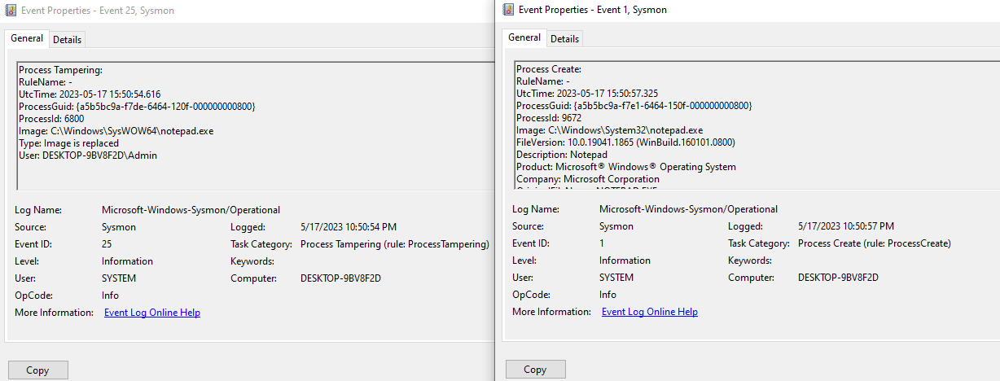 Event Properties - Event 25, Sysmon
General Details
Process Tampering:
RuleName: -
UtcTime: 2023-05-17 15:50:54.616
ProcessGuid: {a5b5bc9a-f7de-6464-120f-000000000800}
ProcessId: 6800
Image: C:\Windows\SysWOW64\notepad.exe
Type: Image is replaced
User: DESKTOP-9BV8F2D\Admin
Log Name: Microsoft-Windows-Sysmon/Operational
Source: Sysmon Logged: 5/17/2023 10:50:54 PM
Event ID: 25 Task Category: Process Tampering (rule: ProcessTampering)
Level: Information Keywords:
User: SYSTEM Computer: DESKTOP-9BV8F2D
OpCode: Info
More Information: Event Log Online Help
Copy
Event Properties - Event 1, Sysmon
General Details
Process Create:
RuleName: -
UtcTime: 2023-05-17 15:50:57.325
ProcessGuid: {a5b5bc9a-f7e1-6464-150f-000000000800}
ProcessId: 9672
Image: C:\Windows\System32\notepad.exe
FileVersion: 10.0.19041.1865 (WinBuild.160101.0800)
Description: Notepad
Product: Microsoft® Windows® Operating System
Company: Microsoft Corporation
Log Name: Microsoft-Windows-Sysmon/Operational
Source: Sysmon Logged: 5/17/2023 10:50:57 PM
Event ID: 1 Task Category: Process Create (rule: ProcessCreate)
Level: Information Keywords:
User: SYSTEM Computer: DESKTOP-9BV8F2D
OpCode: Info
More Information: Event Log Online Help
Copy